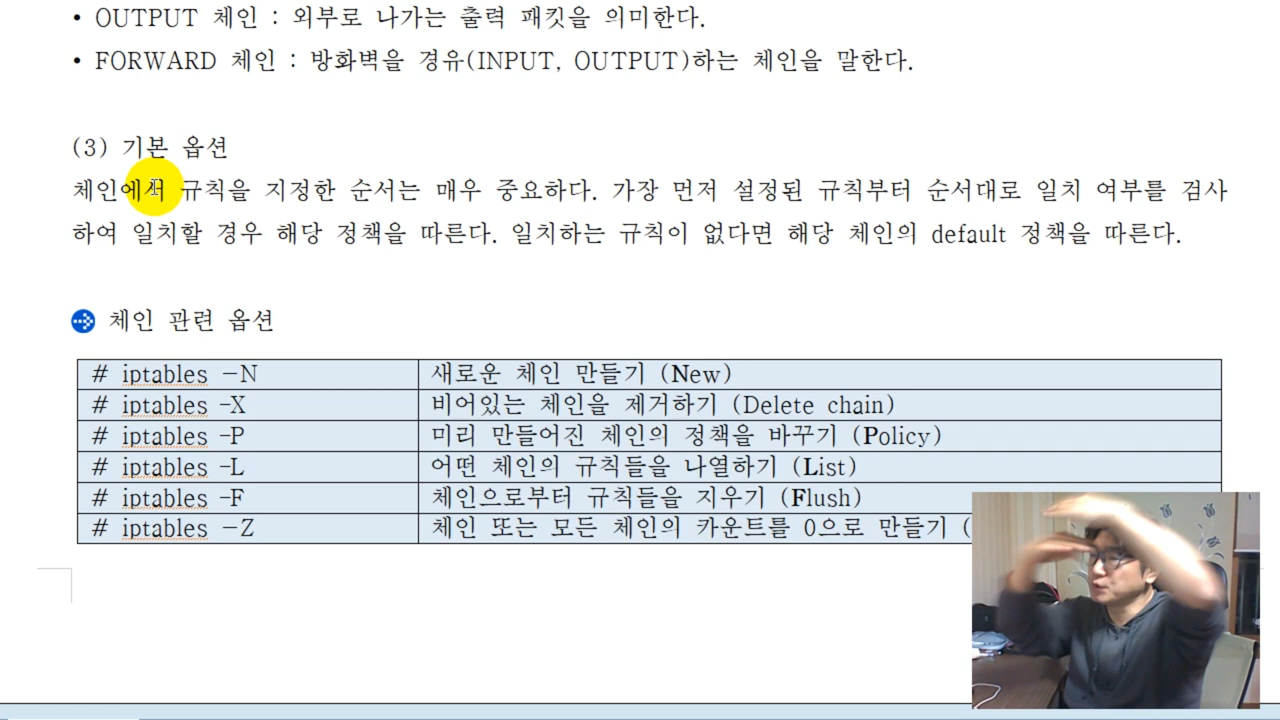 • OUTPUT 체인 : 외부로 나가는 출력 패킷을 의미한다.
• FORWARD 체인 : 방화벽을 경유(INPUT, OUTPUT)하는 체인을 말한다.
(3) 기본 옵션
체인에서 규칙을 지정한 순서는 매우 중요하다. 가장 먼저 설정된 규칙부터 순서대로 일치 여부를 검사
하여 일치할 경우 해당 정책을 따른다. 일치하는 규칙이 없다면 해당 체인의 default 정책을 따른다.
체인 관련 옵션
# iptables -N 새로운 체인 만들기 (New)
# iptables -X 비어있는 체인을 제거하기 (Delete chain)
# iptables -P 미리 만들어진 체인의 정책을 바꾸기 (Policy)
# iptables -L 어떤 체인의 규칙들을 나열하기 (List)
# iptables -F 체인으로부터 규칙들을 지우기 (Flush)
# iptables -Z 체인 또는 모든 체인의 카운트를 0으로 만들기 (